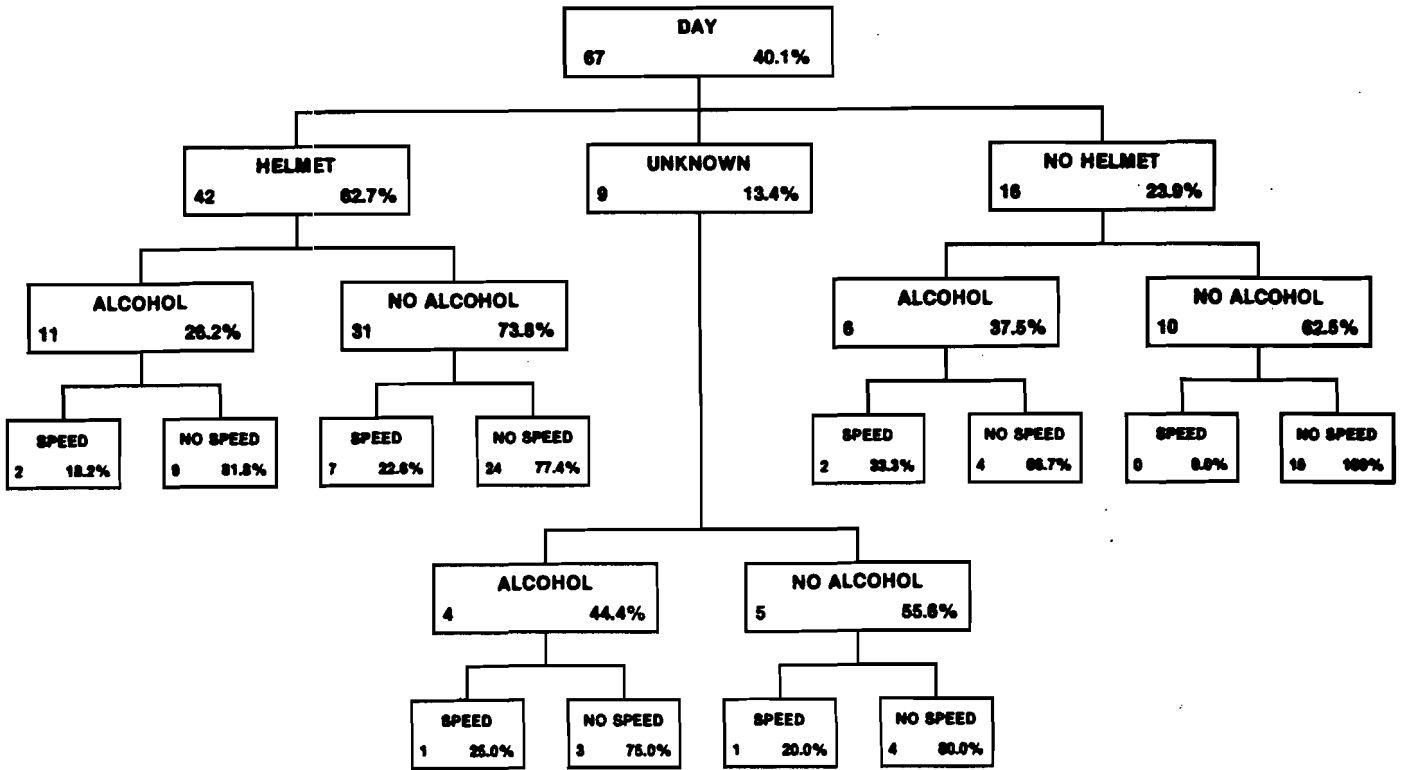 DAY
67 40.1%
HELMET
42 62.7%
UNKNOWN
9 13.4%
NO HELMET
16 23.9%
ALCOHOL
11 26.2%
NO ALCOHOL
31 73.8%
ALCOHOL
6 37.5%
NO ALCOHOL
10 62.5%
SPEED
2 18.2%
NO SPEED
9 81.8%
SPEED
7 22.6%
NO SPEED
24 77.4%
SPEED
2 33.3%
NO SPEED
4 66.7%
SPEED
0 0.0%
NO SPEED
10 100%
ALCOHOL
4 44.4%
NO ALCOHOL
5 55.6%
SPEED
1 25.0%
NO SPEED
3 75.0%
SPEED
1 20.0%
NO SPEED
4 80.0%